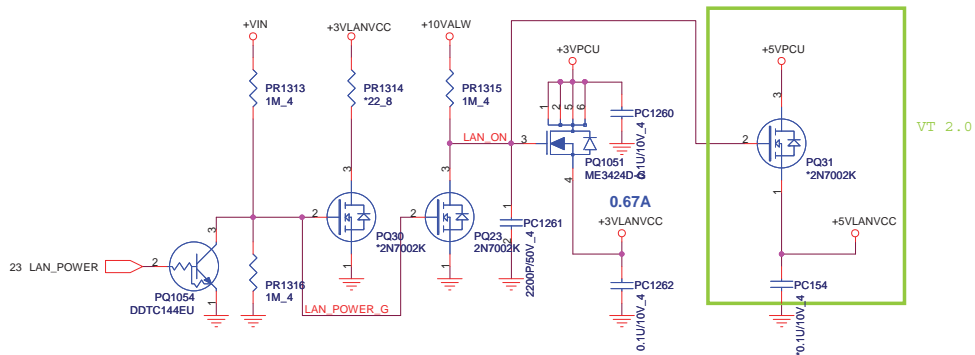 +VIN
PR1313
1M_4
+3VLANVCC
PR1314
*22_8
+10VALW
PR1315
1M_4
LAN_ON
+3VPCU
1
2
5
6
3
4
PC1260
0.1U/10V_4
PQ1051
ME3424D-G
0.67A
+3VLANVCC
PC1262
0.1U/10V_4
+5VPCU
3
2
1
PQ31
*2N7002K
VT 2.0
+5VLANVCC
PC154
*0.1U/10V_4
3
2
1
PQ30
*2N7002K
3
2
1
PQ23
2N7002K
1
2
PC1261
2200P/50V_4
23 LAN_POWER
2
3
1
PQ1054
DDTC144EU
PR1316
1M_4
LAN_POWER_G